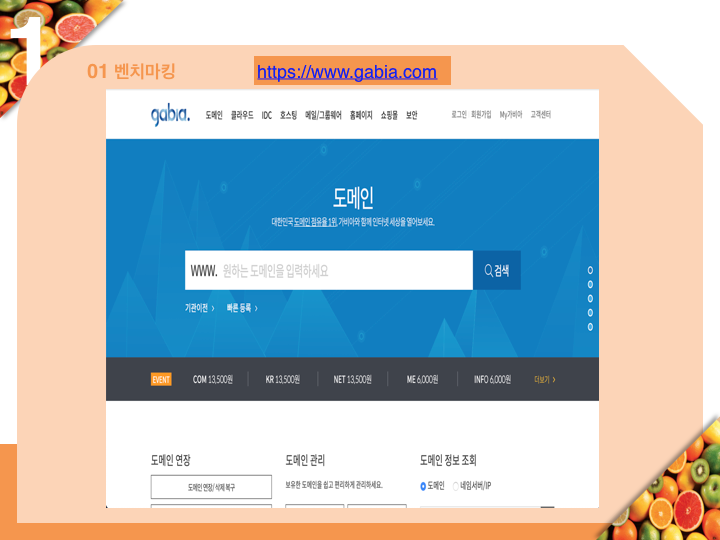 1
01 벤치마킹 https://www.gabia.com
gabia. 도메인 클라우드 IDC 호스팅 메일/그룹웨어 홈페이지 쇼핑몰 보안 로그인 회원가입 My가비아 고객센터
도메인
대한민국 도메인 점유율 1위, 가비아와 함께 인터넷 세상을 열어보세요.
WWW. 원하는 도메인을 입력하세요 검색
기관이전 > 빠른 등록 >
EVENT COM 13,500원 KR 13,500원 NET 13,500원 ME 6,000원 INFO 6,000원 더보기 >
도메인 연장 도메인 관리 도메인 정보 조회
도메인 연장/삭제 복구 보유한 도메인을 쉽고 편리하게 관리하세요. 도메인 네임서버/IP